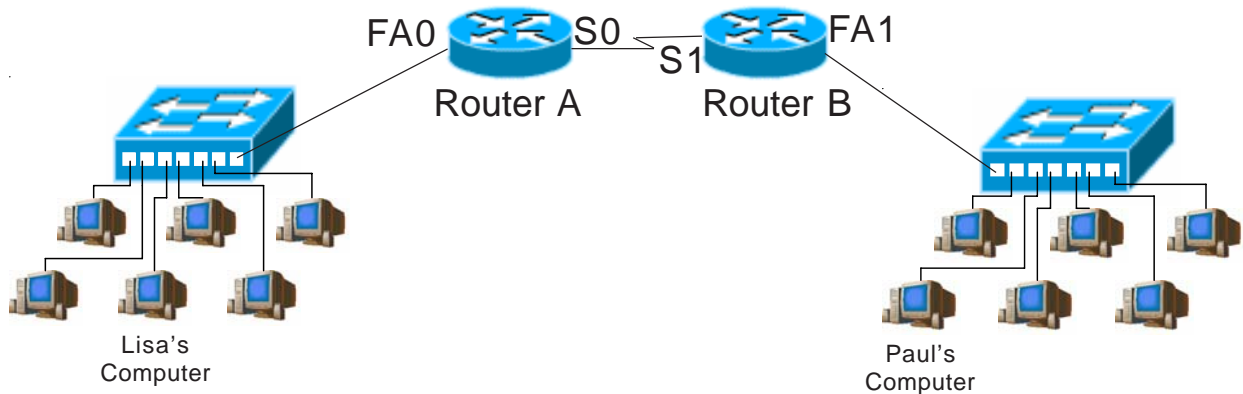 FA0
S0
S1
FA1
Router A
Router B
Lisa's
Computer
Paul's
Computer